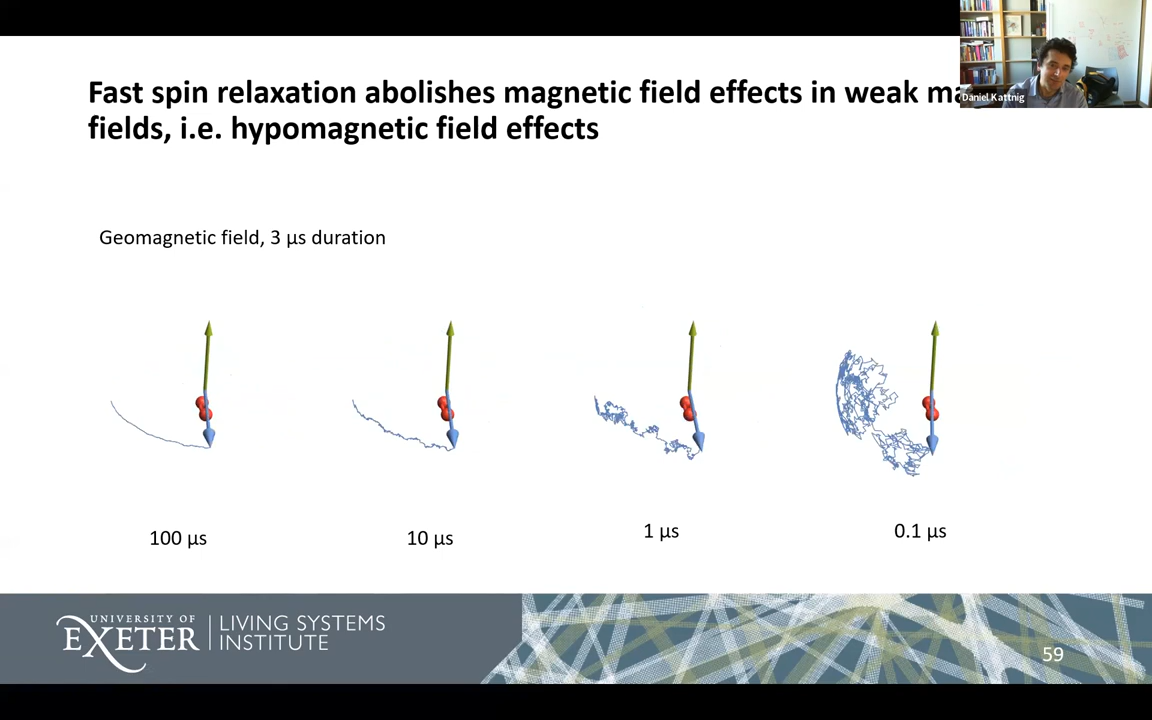 Fast spin relaxation abolishes magnetic field effects in weak
fields, i.e. hypomagnetic field effects
Daniel Kattnig
Geomagnetic field, 3 µs duration
100 µs
10 µs
1 µs
0.1 µs
UNIVERSITY OF
EXETER
LIVING SYSTEMS
INSTITUTE
59